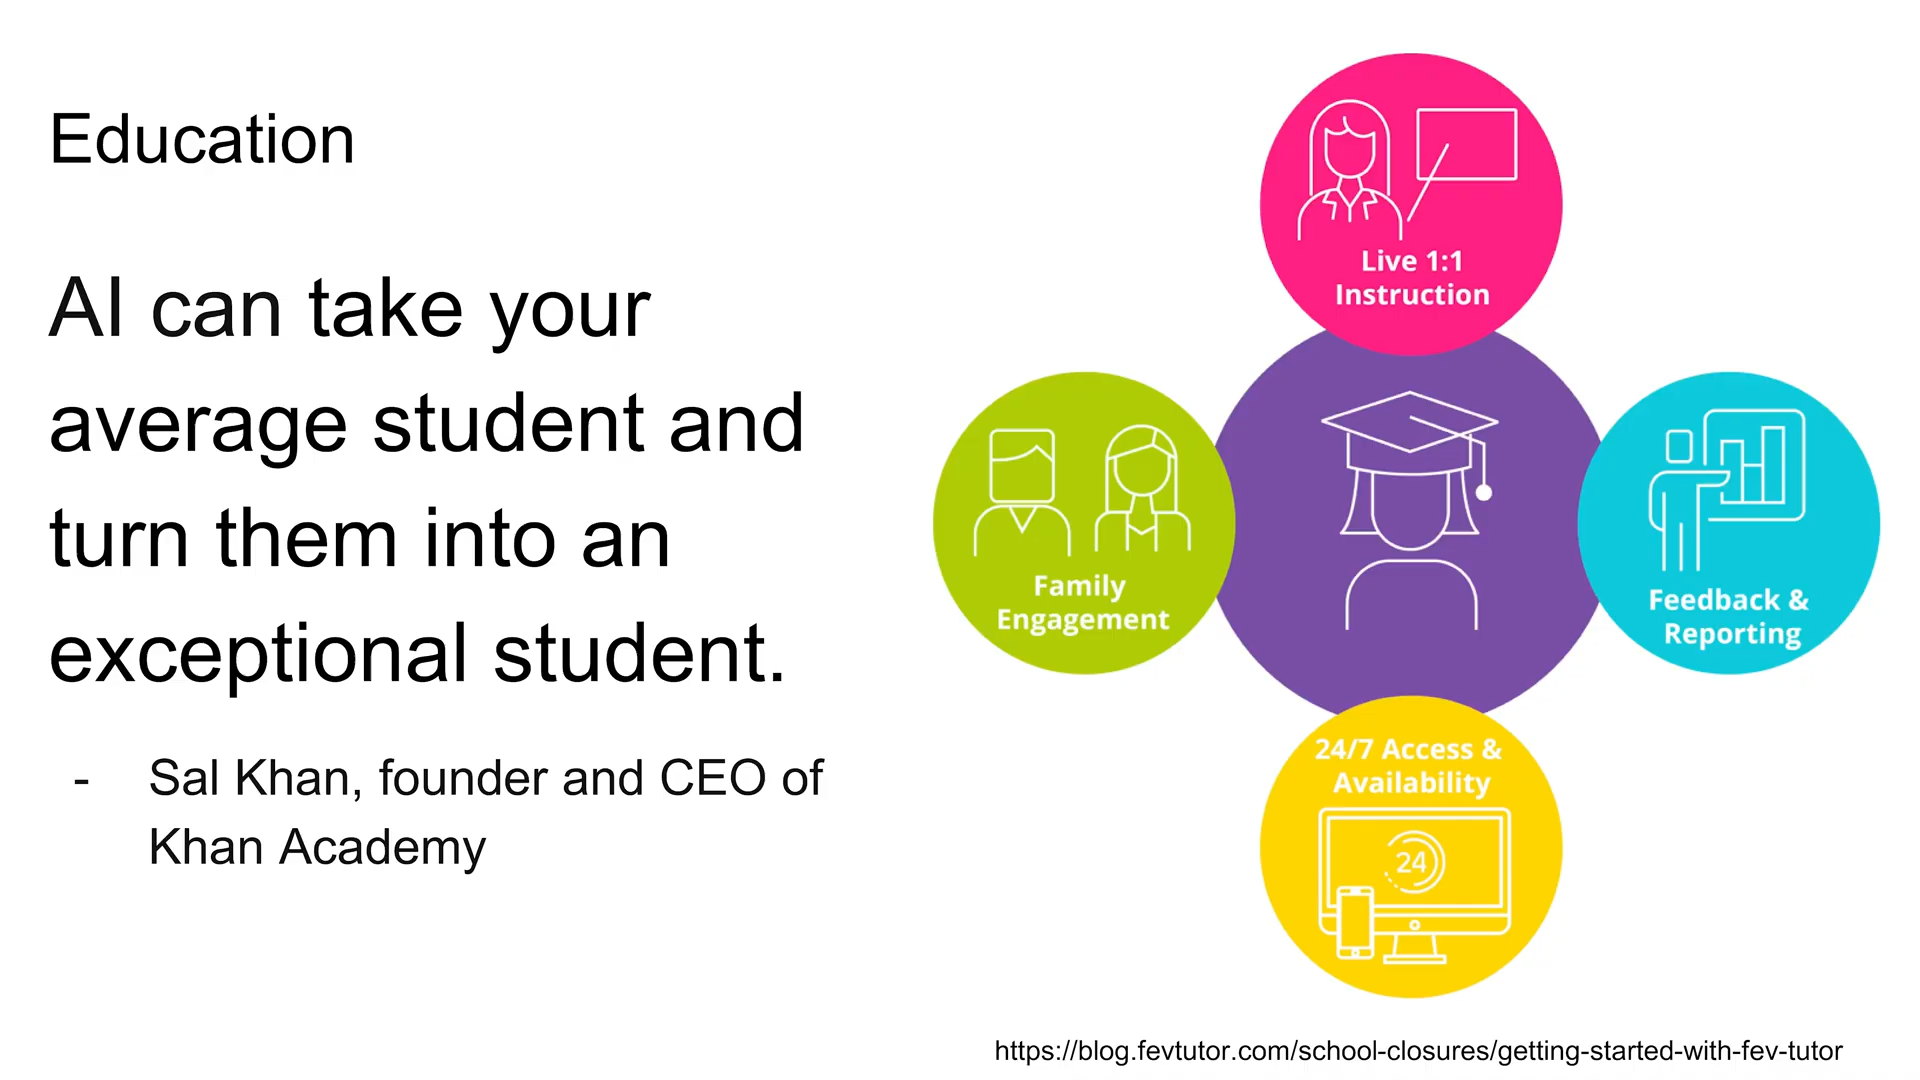 Education
AI can take your
average student and
turn them into an
exceptional student.
- Sal Khan, founder and CEO of
Khan Academy
Live 1:1
Instruction
Family
Engagement
Feedback &
Reporting
24/7 Access &
Availability
24
https://blog.fevtutor.com/school-closures/getting-started-with-fev-tutor